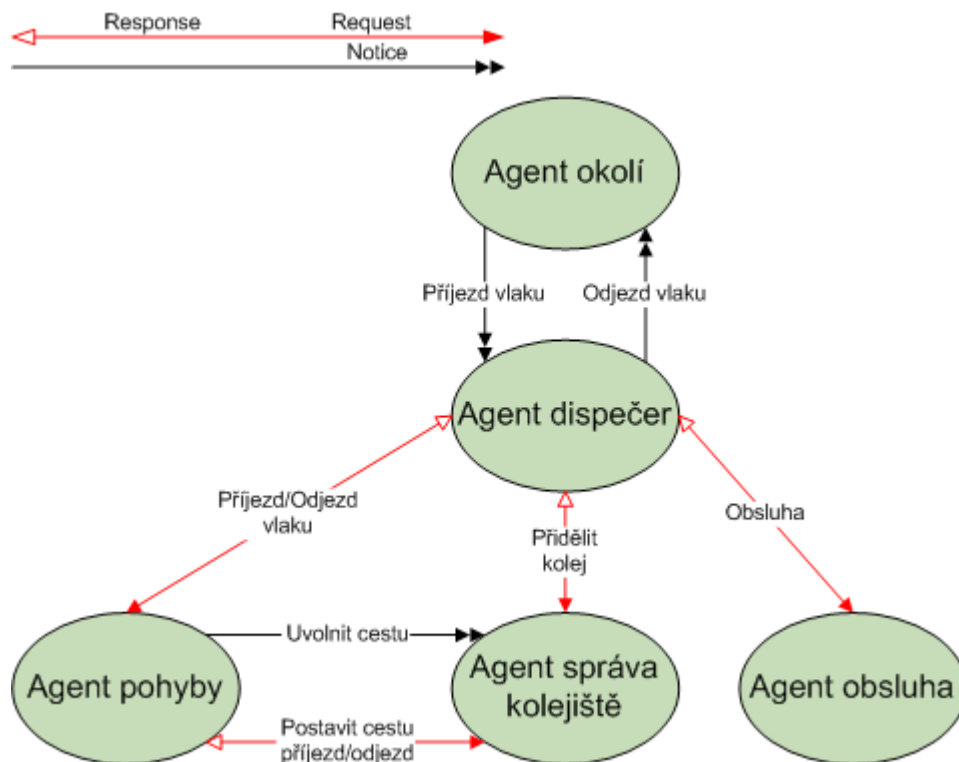 Response Request
Notice
Agent okolí
Příjezd vlaku
Odjezd vlaku
Agent dispečer
Příjezd/Odjezd
vlaku
Přidělit
kolej
Obsluha
Uvolnit cestu
Agent pohyby
Agent správa
kolejiště
Agent obsluha
Postavit cestu
příjezd/odjezd